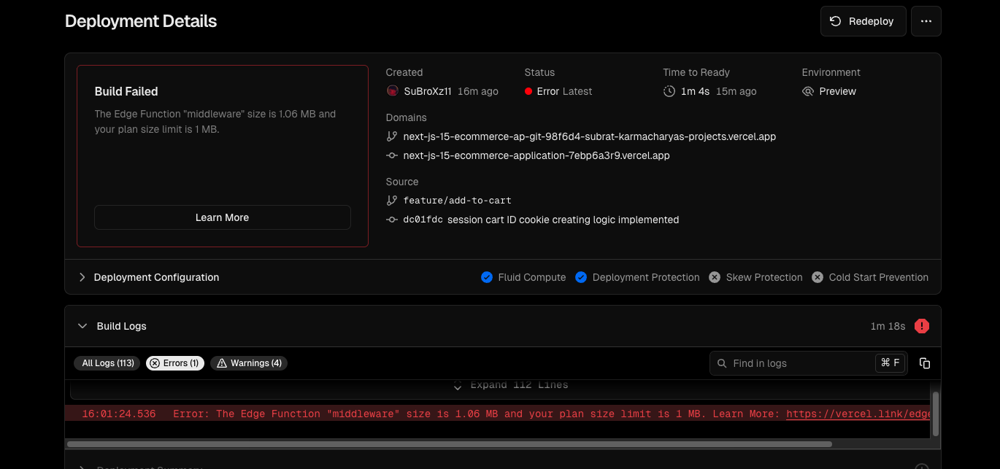 Deployment Details
Redeploy
Build Failed
The Edge Function "middleware" size is 1.06 MB and
your plan size limit is 1 MB.
Learn More
Created
SuBroXz11 16m ago
Status
Error Latest
Time to Ready
1m 4s 15m ago
Environment
Preview
Domains
next-js-15-ecommerce-ap-git-98f6d4-subrat-karmacharyas-projects.vercel.app
next-js-15-ecommerce-application-7ebp6a3r9.vercel.app
Source
feature/add-to-cart
dc01fdc session cart ID cookie creating logic implemented
Deployment Configuration
Fluid Compute
Deployment Protection
Skew Protection
Cold Start Prevention
Build Logs
1m 18s
All Logs (113)
Errors (1)
Warnings (4)
Find in logs
⌘ F
Expand 112 Lines
16:01:24.536 Error: The Edge Function "middleware" size is 1.06 MB and your plan size limit is 1 MB. Learn More: https://vercel.link/edge
Deployment Summary